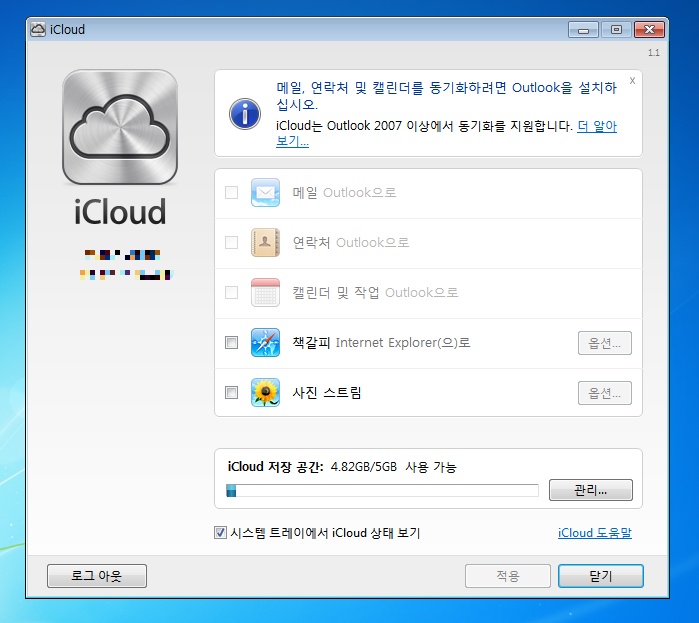 iCloud
1.1
메일, 연락처 및 캘린더를 동기화하려면 Outlook을 설치하
십시오.
x
iCloud는 Outlook 2007 이상에서 동기화를 지원합니다. 더 알아
보기...
iCloud
메일 Outlook으로
연락처 Outlook으로
캘린더 및 작업 Outlook으로
책갈피 Internet Explorer(으)로
옵션...
사진 스트림
옵션...
iCloud 저장 공간: 4.82GB/5GB 사용 가능
관리...
시스템 트레이에서 iCloud 상태 보기
iCloud 도움말
로그 아웃
적용
닫기